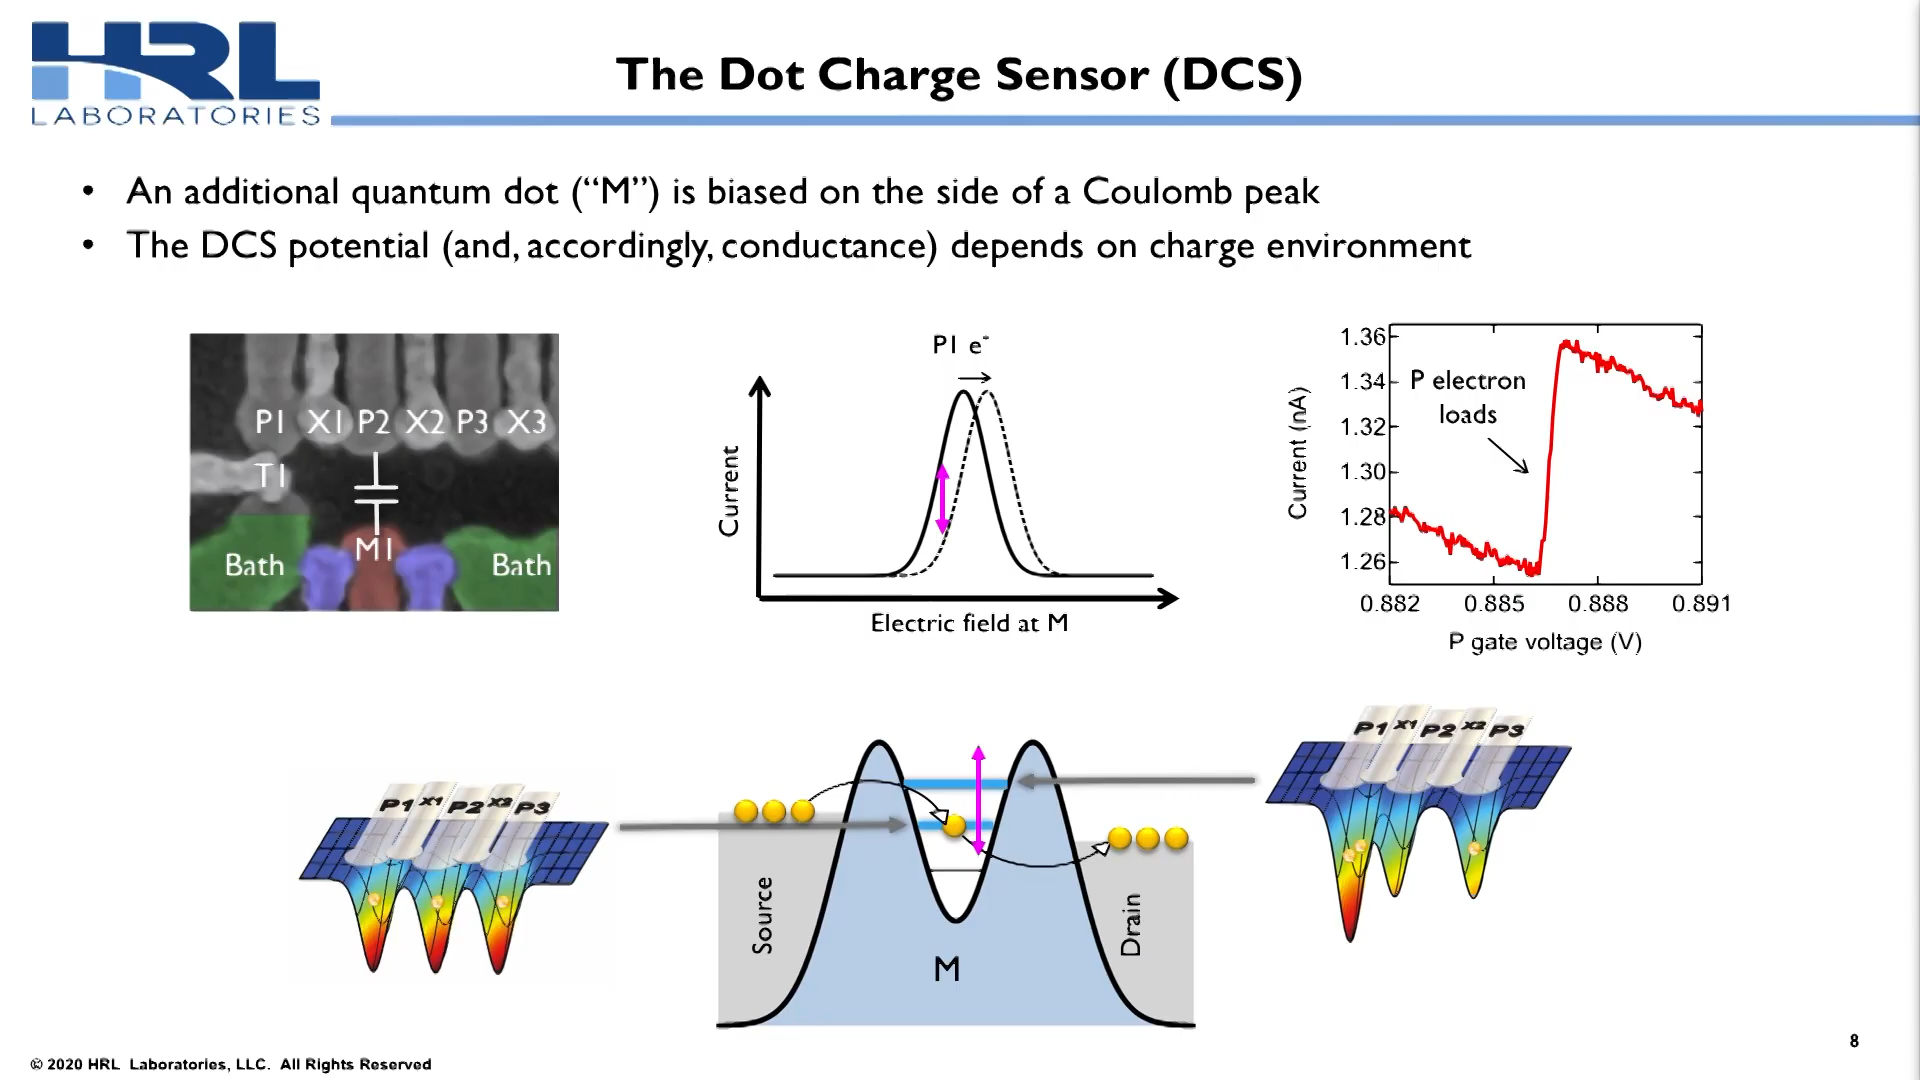 HRL
LABORATORIES
The Dot Charge Sensor (DCS)
• An additional quantum dot (“M”) is biased on the side of a Coulomb peak
• The DCS potential (and, accordingly, conductance) depends on charge environment
P1 X1 P2 X2 P3 X3
T1
M1
Bath
Bath
P1 e⁻
Current
Electric field at M
1.36
1.34
1.32
1.30
1.28
1.26
Current (nA)
P electron
loads
0.882 0.885 0.888 0.891
P gate voltage (V)
P1 X1 P2 X2 P3
Source
M
Drain
P1 X1 P2 X2 P3
8
© 2020 HRL Laboratories, LLC. All Rights Reserved